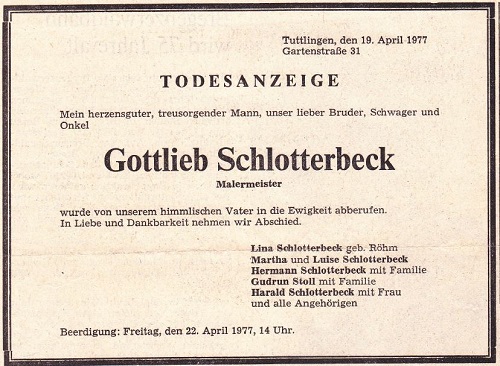 Tuttlingen, den 19. April 1977
Gartenstraße 31
TODESANZEIGE
Mein herzensguter, treusorgender Mann, unser lieber Bruder, Schwager und
Onkel
Gottlieb Schlotterbeck
Malermeister
wurde von unserem himmlischen Vater in die Ewigkeit abberufen.
In Liebe und Dankbarkeit nehmen wir Abschied.
Lina Schlotterbeck geb. Röhm
Martha und Luise Schlotterbeck
Hermann Schlotterbeck mit Familie
Gudrun Stoll mit Familie
Harald Schlotterbeck mit Frau
und alle Angehörigen
Beerdigung: Freitag, den 22. April 1977, 14 Uhr.